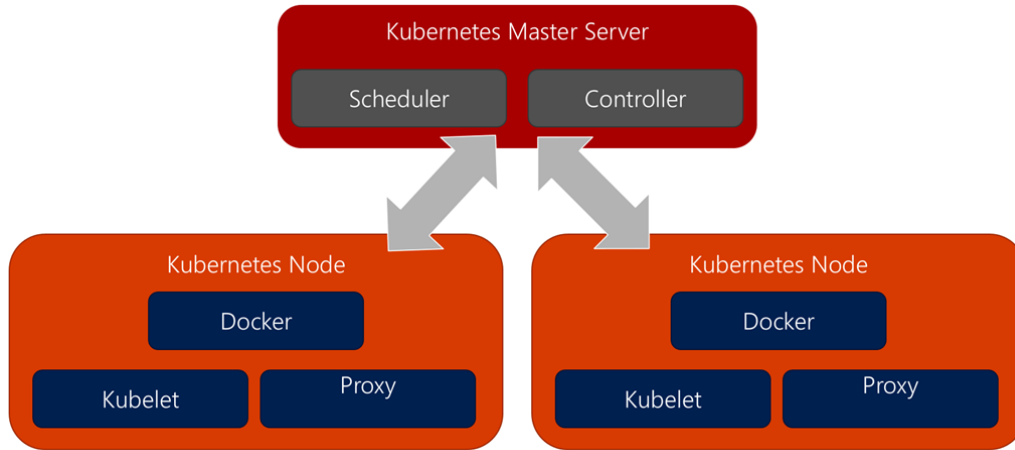 Kubernetes Master Server
Scheduler
Controller
Kubernetes Node
Docker
Kubelet
Proxy
Kubernetes Node
Docker
Kubelet
Proxy